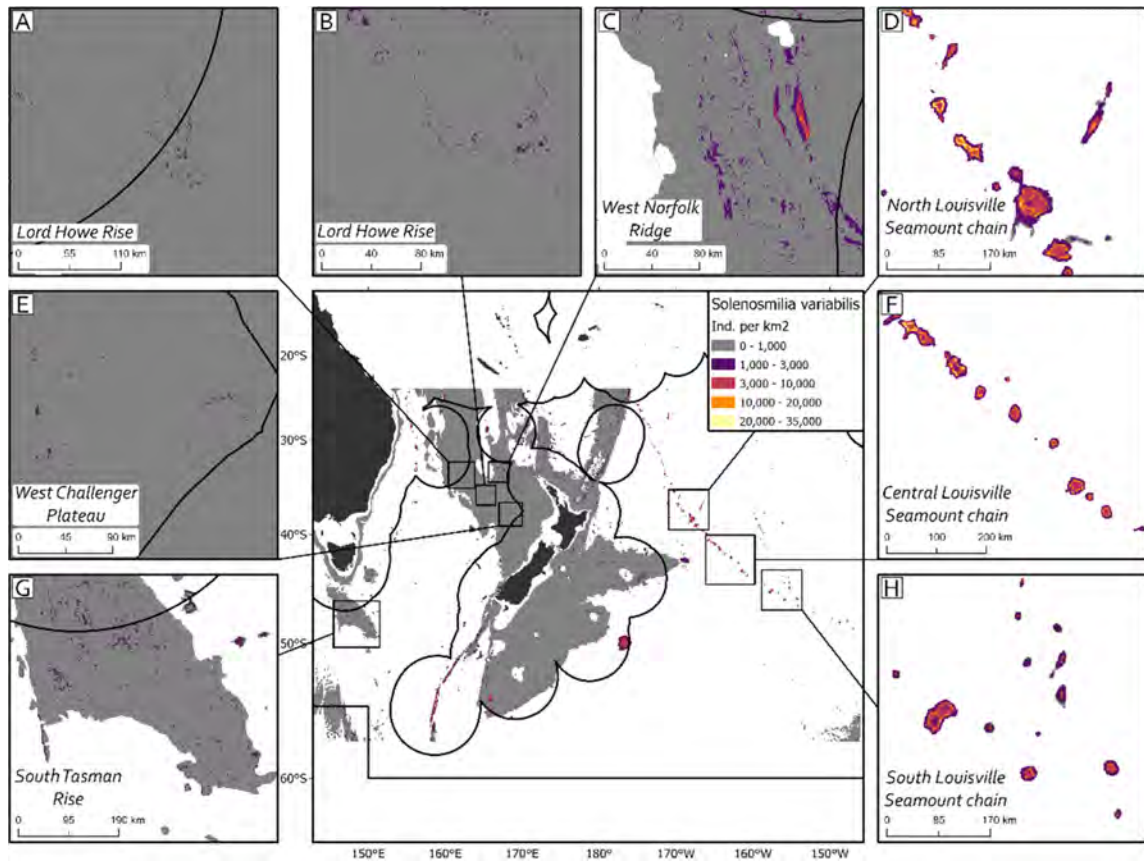 A
Lord Howe Rise
0 55 110 km
B
Lord Howe Rise
0 40 80 km
C
West Norfolk
Ridge
0 40 80 km
D
North Louisville
Seamount chain
0 85 170 km
E
West Challenger
Plateau
0 45 90 km
Solenosmilia variabilis
Ind. per km2
0 - 1,000
1,000 - 3,000
3,000 - 10,000
10,000 - 20,000
20,000 - 35,000
20°S
30°S
40°S
50°S
60°S
150°E 160°E 170°E 180° 170°W 160°W 150°W
F
Central Louisville
Seamount chain
0 100 200 km
G
South Tasman
Rise
0 95 190 km
H
South Louisville
Seamount chain
0 85 170 km